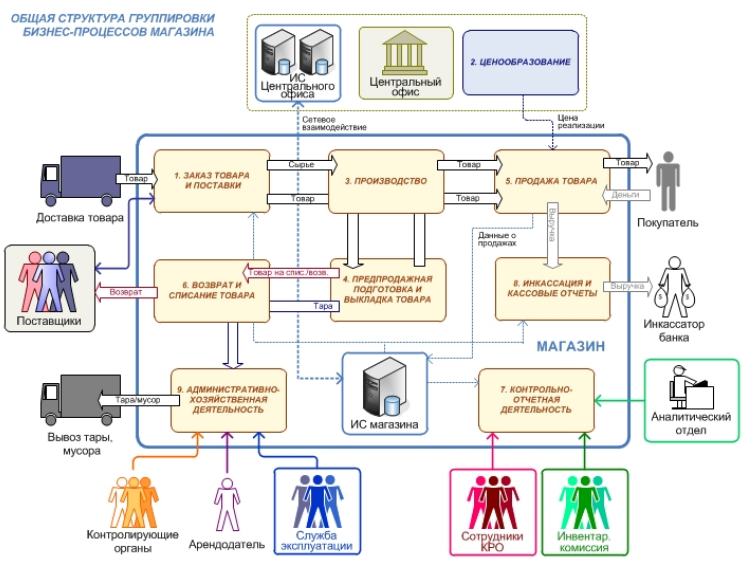 ОБЩАЯ СТРУКТУРА ГРУППИРОВКИ
БИЗНЕС-ПРОЦЕССОВ МАГАЗИНА
ИС
Центрального
офиса
Центральный
офис
2. ЦЕНООБРАЗОВАНИЕ
Сетевое
взаимодействие
Цена
реализации
Товар
Доставка товара
1. ЗАКАЗ ТОВАРА
И ПОСТАВКИ
Сырье
Товар
3. ПРОИЗВОДСТВО
Товар
Товар
5. ПРОДАЖА ТОВАРА
Товар
Деньги
Покупатель
Выручка
Данные о
продажах
Поставщики
Возврат
6. ВОЗВРАТ И
СПИСАНИЕ ТОВАРА
Товар на спис./возв.
Тара
4. ПРЕДПРОДАЖНАЯ
ПОДГОТОВКА И
ВЫКЛАДКА ТОВАРА
8. ИНКАССАЦИЯ И
КАССОВЫЕ ОТЧЕТЫ
Выручка
$ $
Инкассатор
банка
МАГАЗИН
Вывоз тары,
мусора
Тара/мусор
9. АДМИНИСТРАТИВНО-
ХОЗЯЙСТВЕННАЯ
ДЕЯТЕЛЬНОСТЬ
ИС магазина
7. КОНТРОЛЬНО-
ОТЧЕТНАЯ
ДЕЯТЕЛЬНОСТЬ
Аналитический
отдел
Контролирующие
органы
Арендодатель
Служба
эксплуатации
Сотрудники
КРО
Инвентар.
комиссия